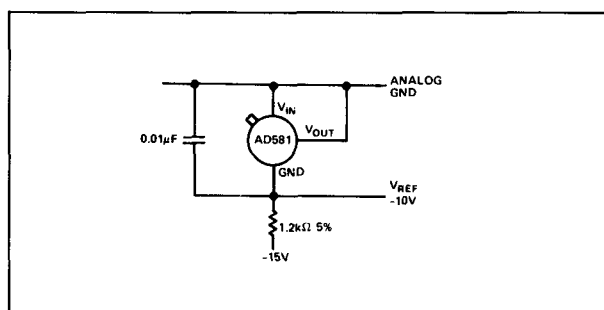 ANALOG
GND
VIN
VOUT
0.01µF
AD581
GND
VREF
-10V
1.2kΩ 5%
-15V